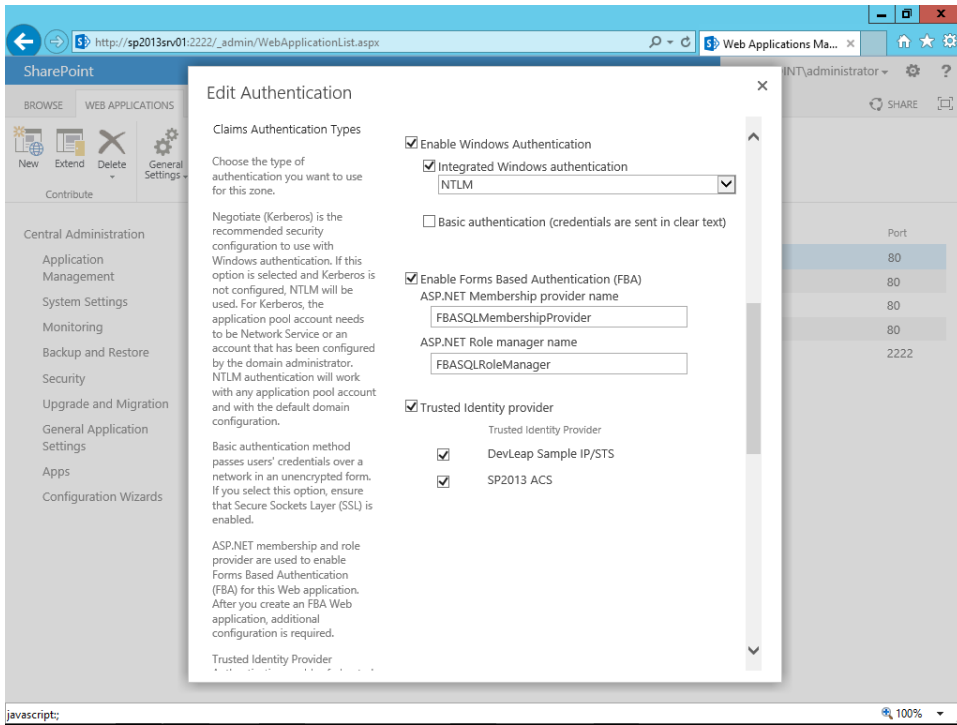 http://sp2013srv01:2222/_admin/WebApplicationList.aspx
Web Applications Ma...
SharePoint
INT\administrator
?
BROWSE
WEB APPLICATIONS
SHARE
New
Extend
Delete
General
Settings
Contribute
Central Administration
Application
Management
System Settings
Monitoring
Backup and Restore
Security
Upgrade and Migration
General Application
Settings
Apps
Configuration Wizards
Edit Authentication
Claims Authentication Types
Choose the type of
authentication you want to use
for this zone.
Negotiate (Kerberos) is the
recommended security
configuration to use with
Windows authentication. If this
option is selected and Kerberos is
not configured, NTLM will be
used. For Kerberos, the
application pool account needs
to be Network Service or an
account that has been configured
by the domain administrator.
NTLM authentication will work
with any application pool account
and with the default domain
configuration.
Basic authentication method
passes users' credentials over a
network in an unencrypted form.
If you select this option, ensure
that Secure Sockets Layer (SSL) is
enabled.
ASP.NET membership and role
provider are used to enable
Forms Based Authentication
(FBA) for this Web application.
After you create an FBA Web
application, additional
configuration is required.
Trusted Identity Provider
Enable Windows Authentication
Integrated Windows authentication
NTLM
Basic authentication (credentials are sent in clear text)
Enable Forms Based Authentication (FBA)
ASP.NET Membership provider name
FBASQLMembershipProvider
ASP.NET Role manager name
FBASQLRoleManager
Trusted Identity provider
Trusted Identity Provider
DevLeap Sample IP/STS
SP2013 ACS
Port
80
80
80
80
2222
javascript:;
100%